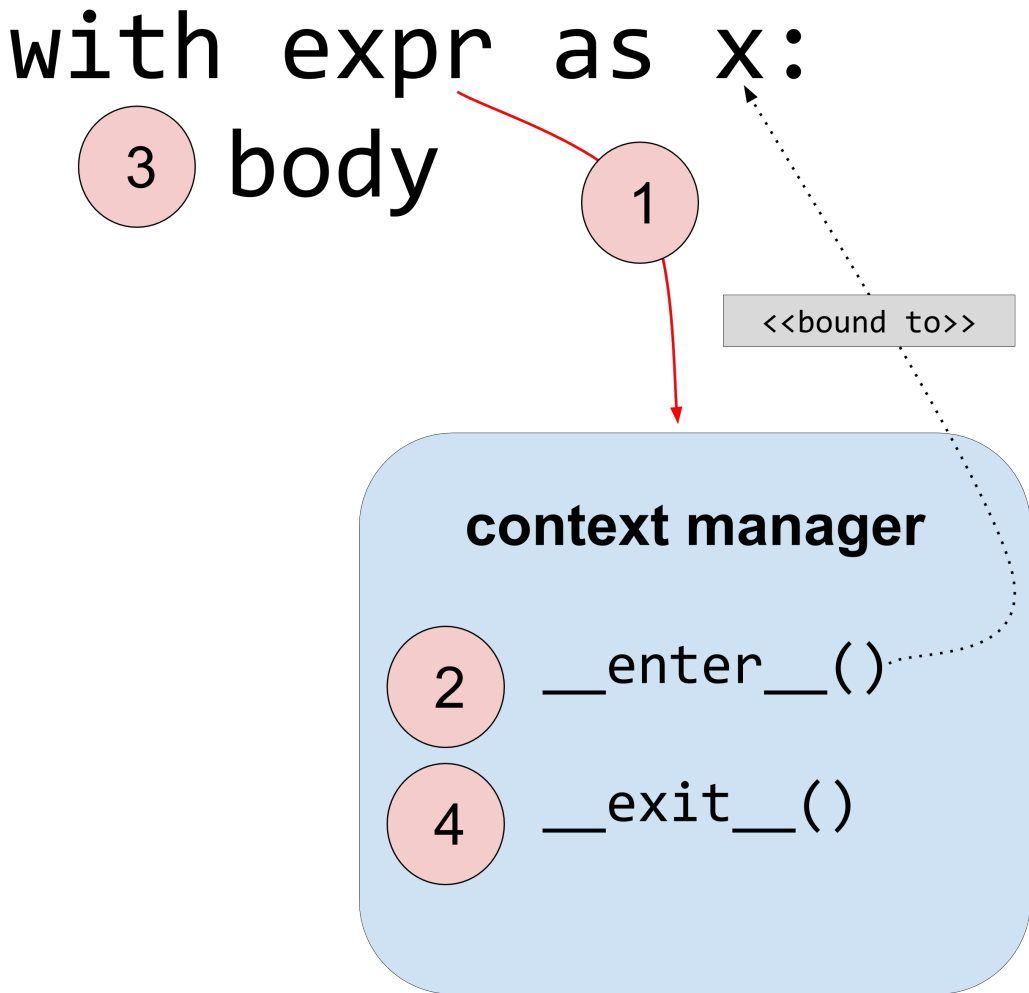 with expr as x:
3 body
1
<<bound to>>
context manager
2 __enter__()
4 __exit__()